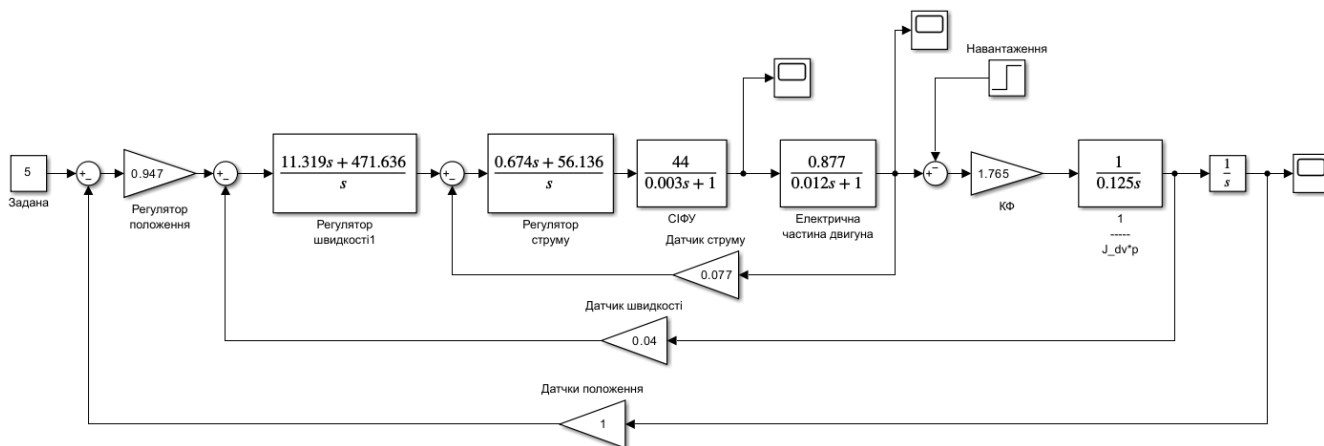 Навантаження
5
Задана
+
−
0.947
Регулятор
положення
+
−
11.319s + 471.636
s
Регулятор
швидкості1
+
−
0.674s + 56.136
s
Регулятор
струму
44
0.003s + 1
СІФУ
0.877
0.012s + 1
Електрична
частина двигуна
+
−
1.765
КФ
1
0.125s
1
-----
J_dv*p
1
s
Датчик струму
0.077
Датчик швидкості
0.04
Датчки положення
1